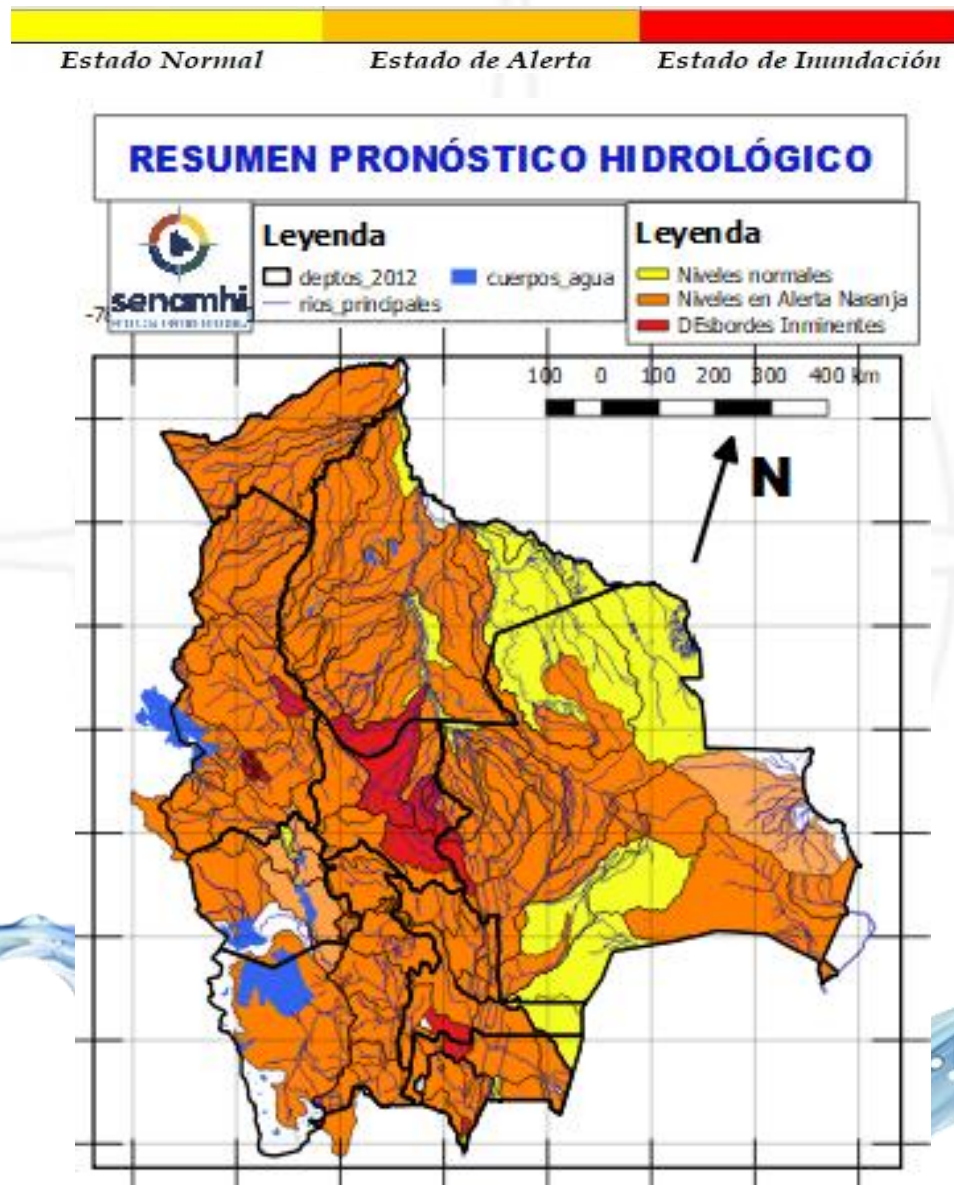 Estado Normal Estado de Alerta Estado de Inundación
RESUMEN PRONÓSTICO HIDROLÓGICO
senamhi
Leyenda
deptos_2012 cuerpos_agua
rios_principales
Leyenda
Niveles normales
Niveles en Alerta Naranja
DEsbordes Inminentes
100 0 100 200 300 400 km
N